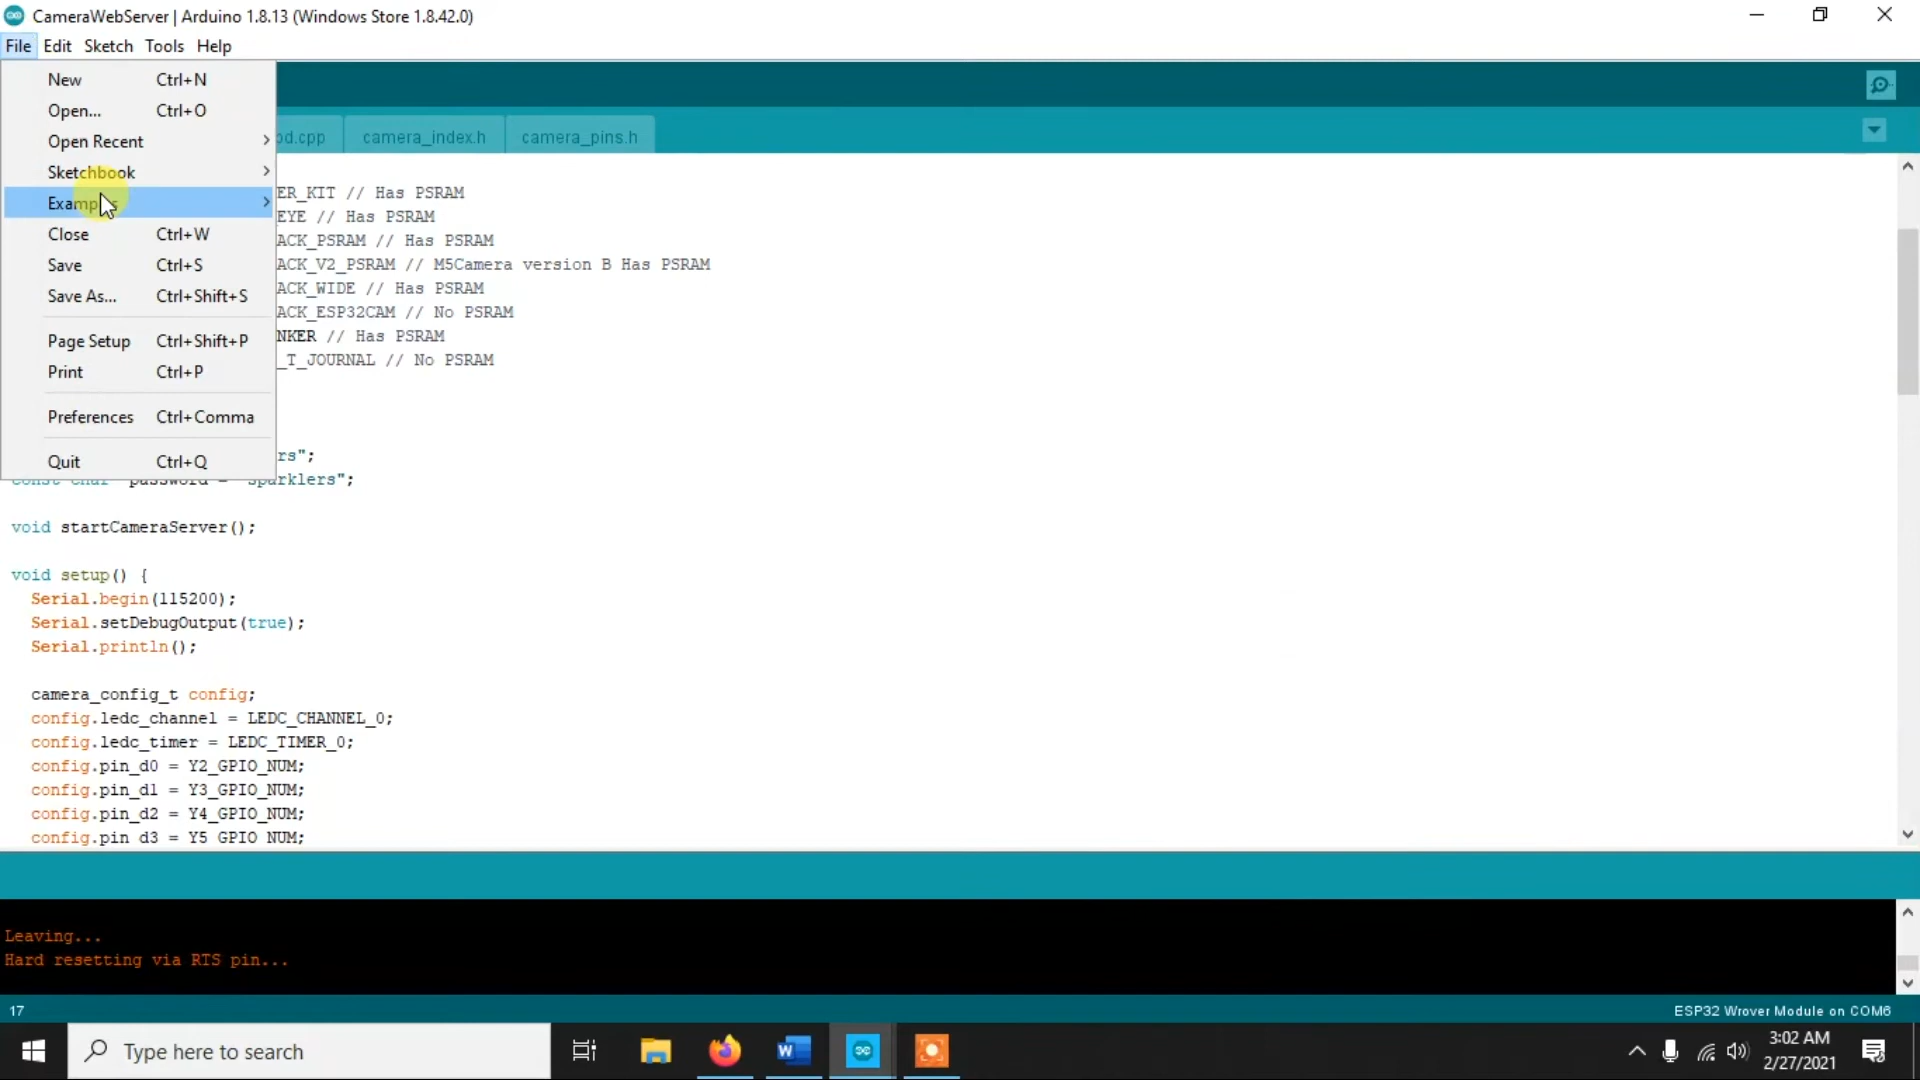 CameraWebServer | Arduino 1.8.13 (Windows Store 1.8.42.0)
File Edit Sketch Tools Help
New Ctrl+N
Open... Ctrl+O
Open Recent
Sketchbook
Examples
Close Ctrl+W
Save Ctrl+S
Save As... Ctrl+Shift+S
Page Setup Ctrl+Shift+P
Print Ctrl+P
Preferences Ctrl+Comma
Quit Ctrl+Q
od.cpp camera_index.h camera_pins.h
ER_KIT // Has PSRAM
EYE // Has PSRAM
ACK_PSRAM // Has PSRAM
ACK_V2_PSRAM // M5Camera version B Has PSRAM
ACK_WIDE // Has PSRAM
ACK_ESP32CAM // No PSRAM
NKER // Has PSRAM
_T_JOURNAL // No PSRAM
rs";
const char* password = "sparklers";
void startCameraServer();
void setup() {
Serial.begin(115200);
Serial.setDebugOutput(true);
Serial.println();
camera_config_t config;
config.ledc_channel = LEDC_CHANNEL_0;
config.ledc_timer = LEDC_TIMER_0;
config.pin_d0 = Y2_GPIO_NUM;
config.pin_d1 = Y3_GPIO_NUM;
config.pin_d2 = Y4_GPIO_NUM;
config.pin_d3 = Y5_GPIO_NUM;
Leaving...
Hard resetting via RTS pin...
17
ESP32 Wrover Module on COM6
Type here to search
3:02 AM
2/27/2021